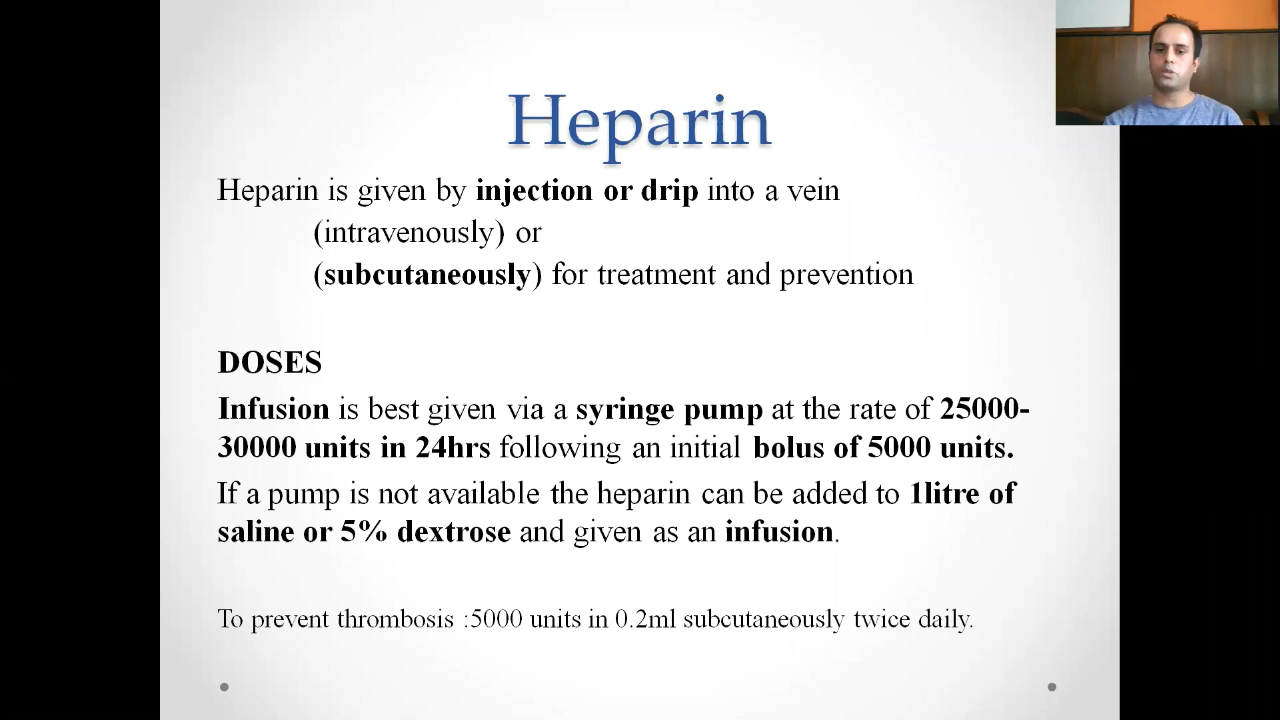 Heparin
Heparin is given by injection or drip into a vein
(intravenously) or
(subcutaneously) for treatment and prevention
DOSES
Infusion is best given via a syringe pump at the rate of 25000-
30000 units in 24hrs following an initial bolus of 5000 units.
If a pump is not available the heparin can be added to 1litre of
saline or 5% dextrose and given as an infusion.
To prevent thrombosis :5000 units in 0.2ml subcutaneously twice daily.